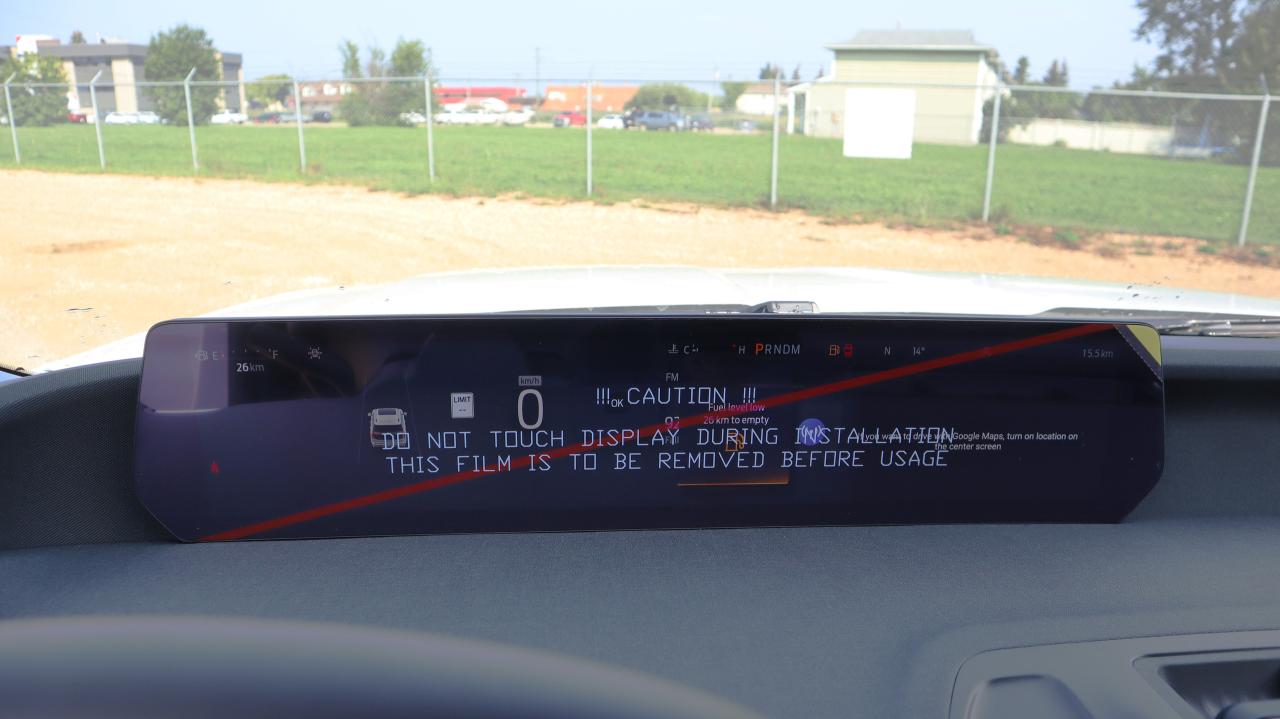 E F
26 km
C H PRNDM N 14° 15.5 km
km/h
LIMIT
--
0
FM
!!! CAUTION !!!
OK
Fuel level low
26 km to empty
DO NOT TOUCH DISPLAY DURING INSTALLATION
If you want to drive with Google Maps, turn on location on
the center screen
THIS FILM IS TO BE REMOVED BEFORE USAGE